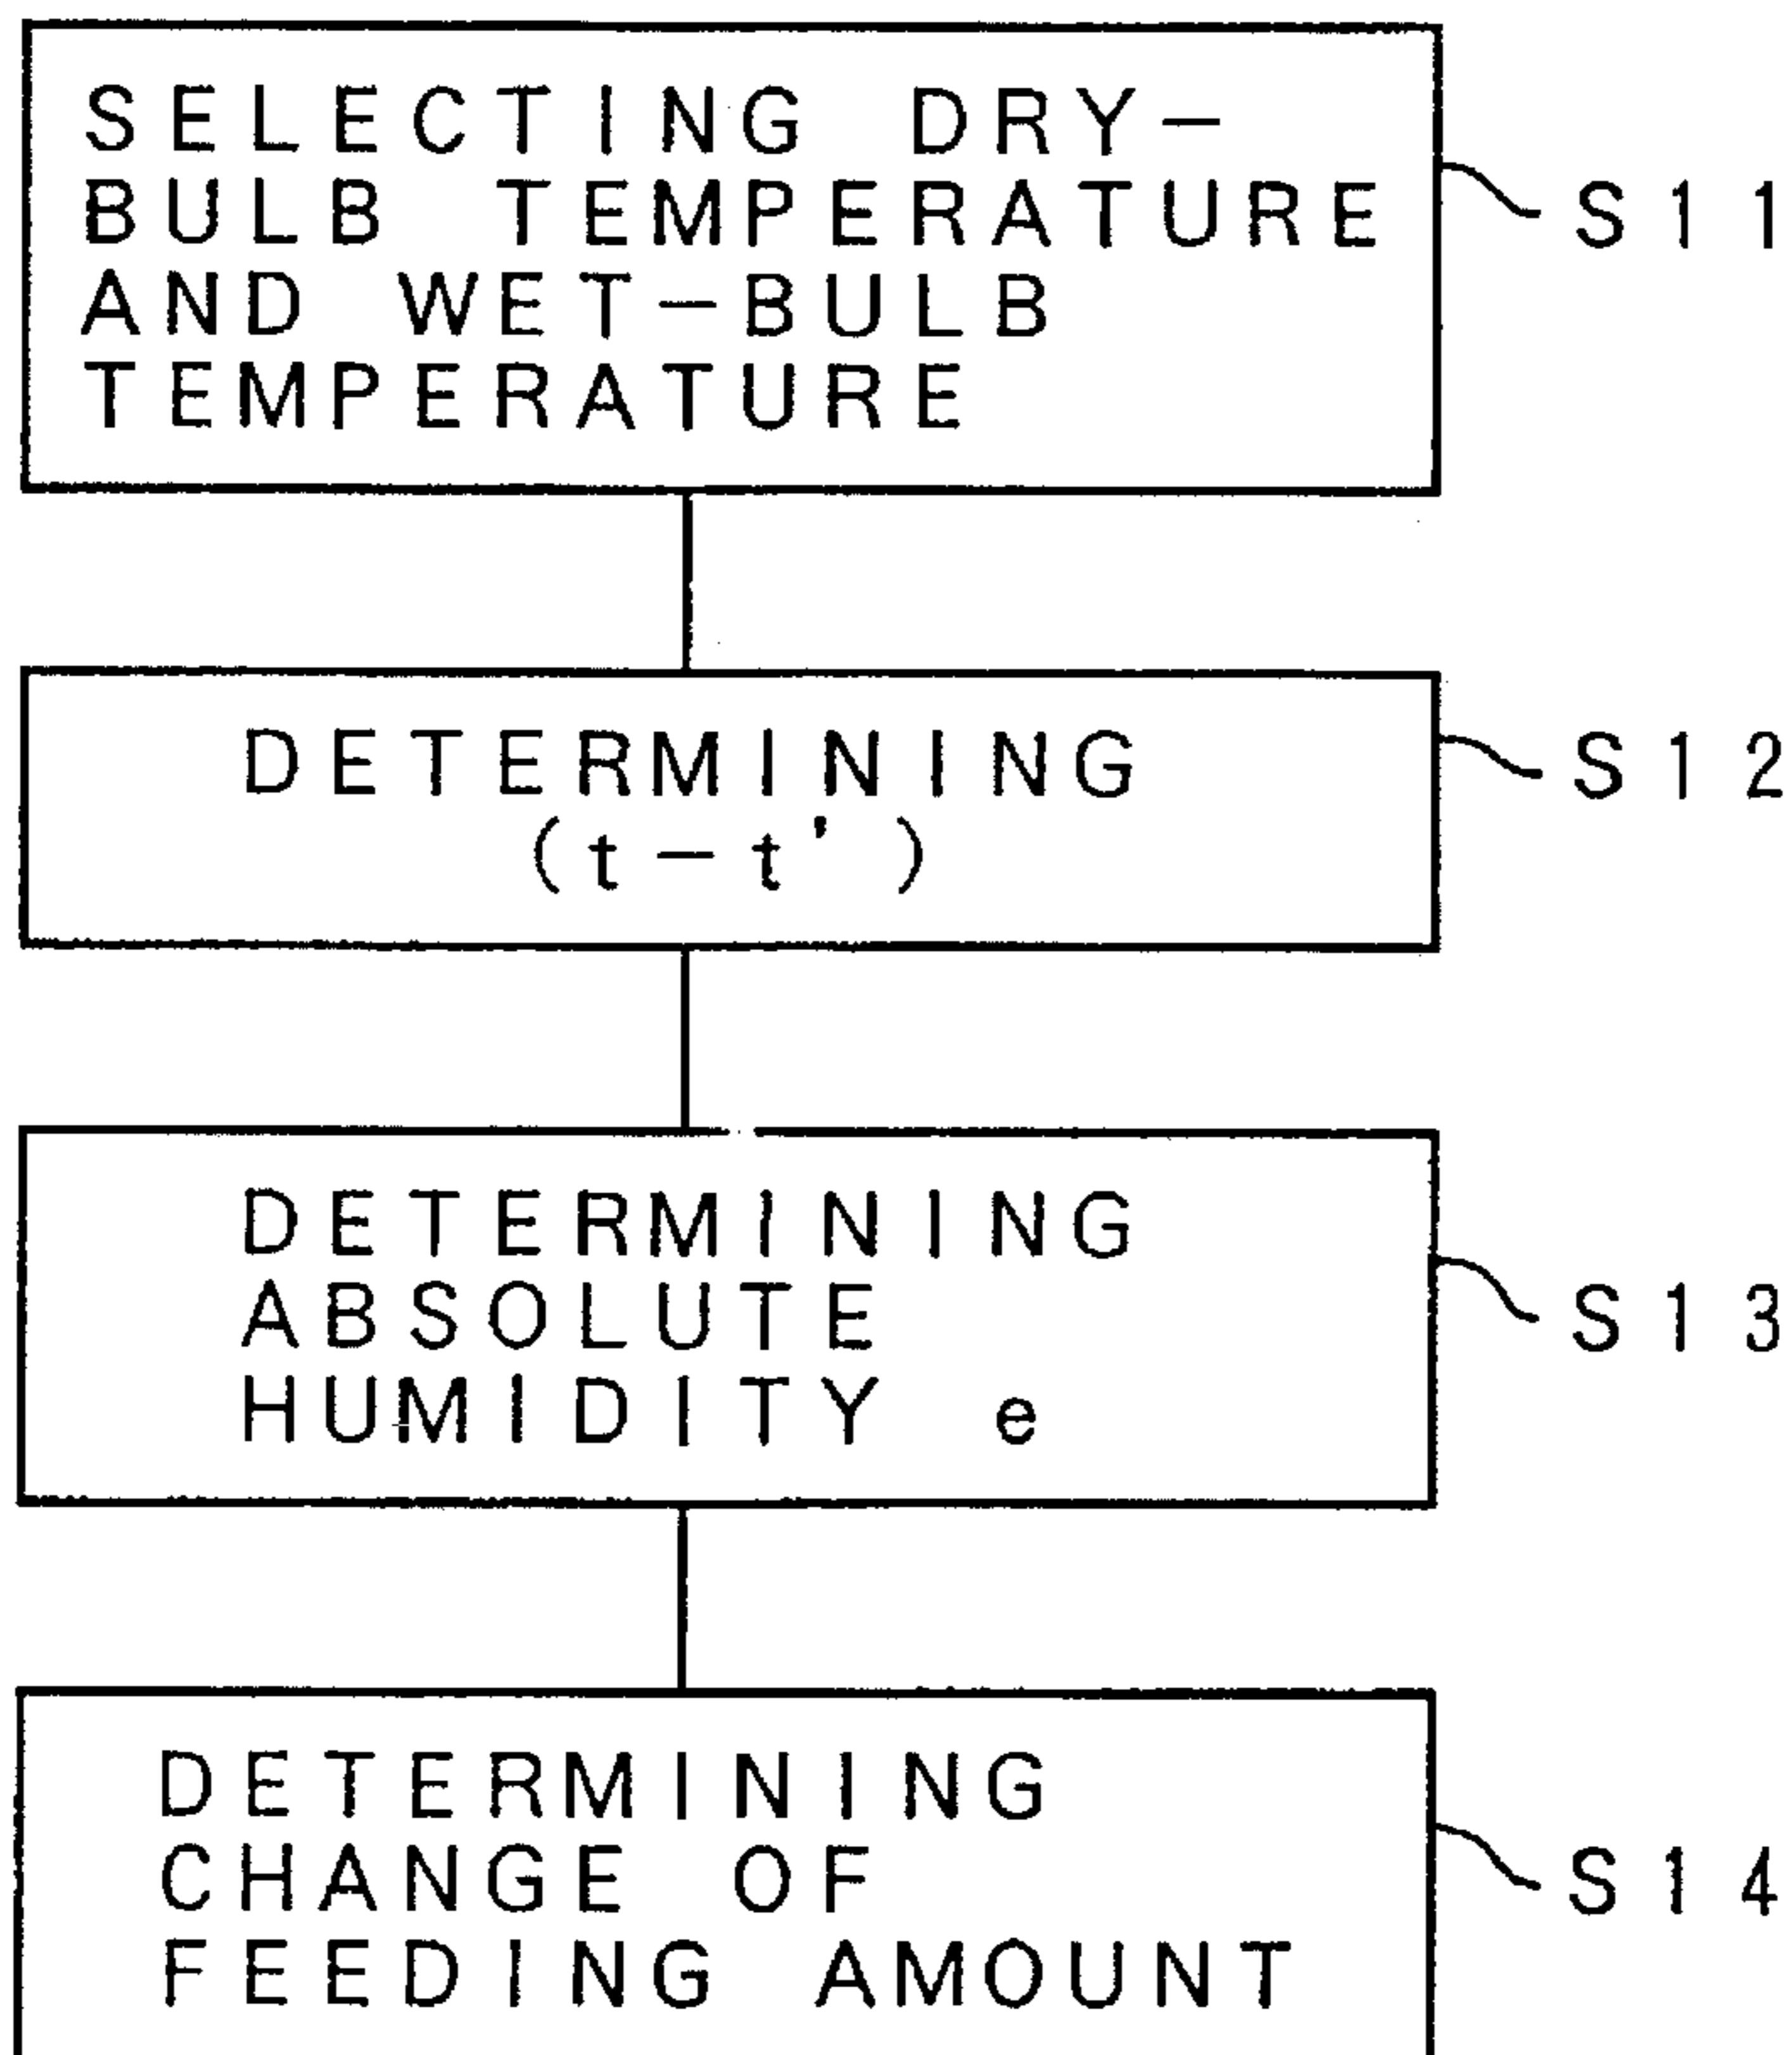 SELECTING DRY-
BULB TEMPERATURE
AND WET-BULB
TEMPERATURE
S11
DETERMINING
(t-t')
S12
DETERMINING
ABSOLUTE
HUMIDITY e
S13
DETERMINING
CHANGE OF
FEEDING AMOUNT
S14